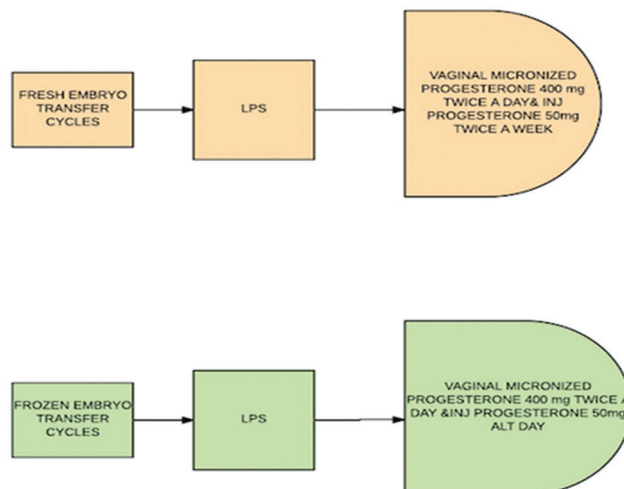 FRESH EMBRYO
TRANSFER
CYCLES
LPS
VAGINAL MICRONIZED
PROGESTERONE 400 mg
TWICE A DAY& INJ
PROGESTERONE 50mg
TWICE A WEEK
FROZEN EMBRYO
TRANSFER
CYCLES
LPS
VAGINAL MICRONIZED
PROGESTERONE 400 mg TWICE A
DAY &INJ PROGESTERONE 50mg
ALT DAY